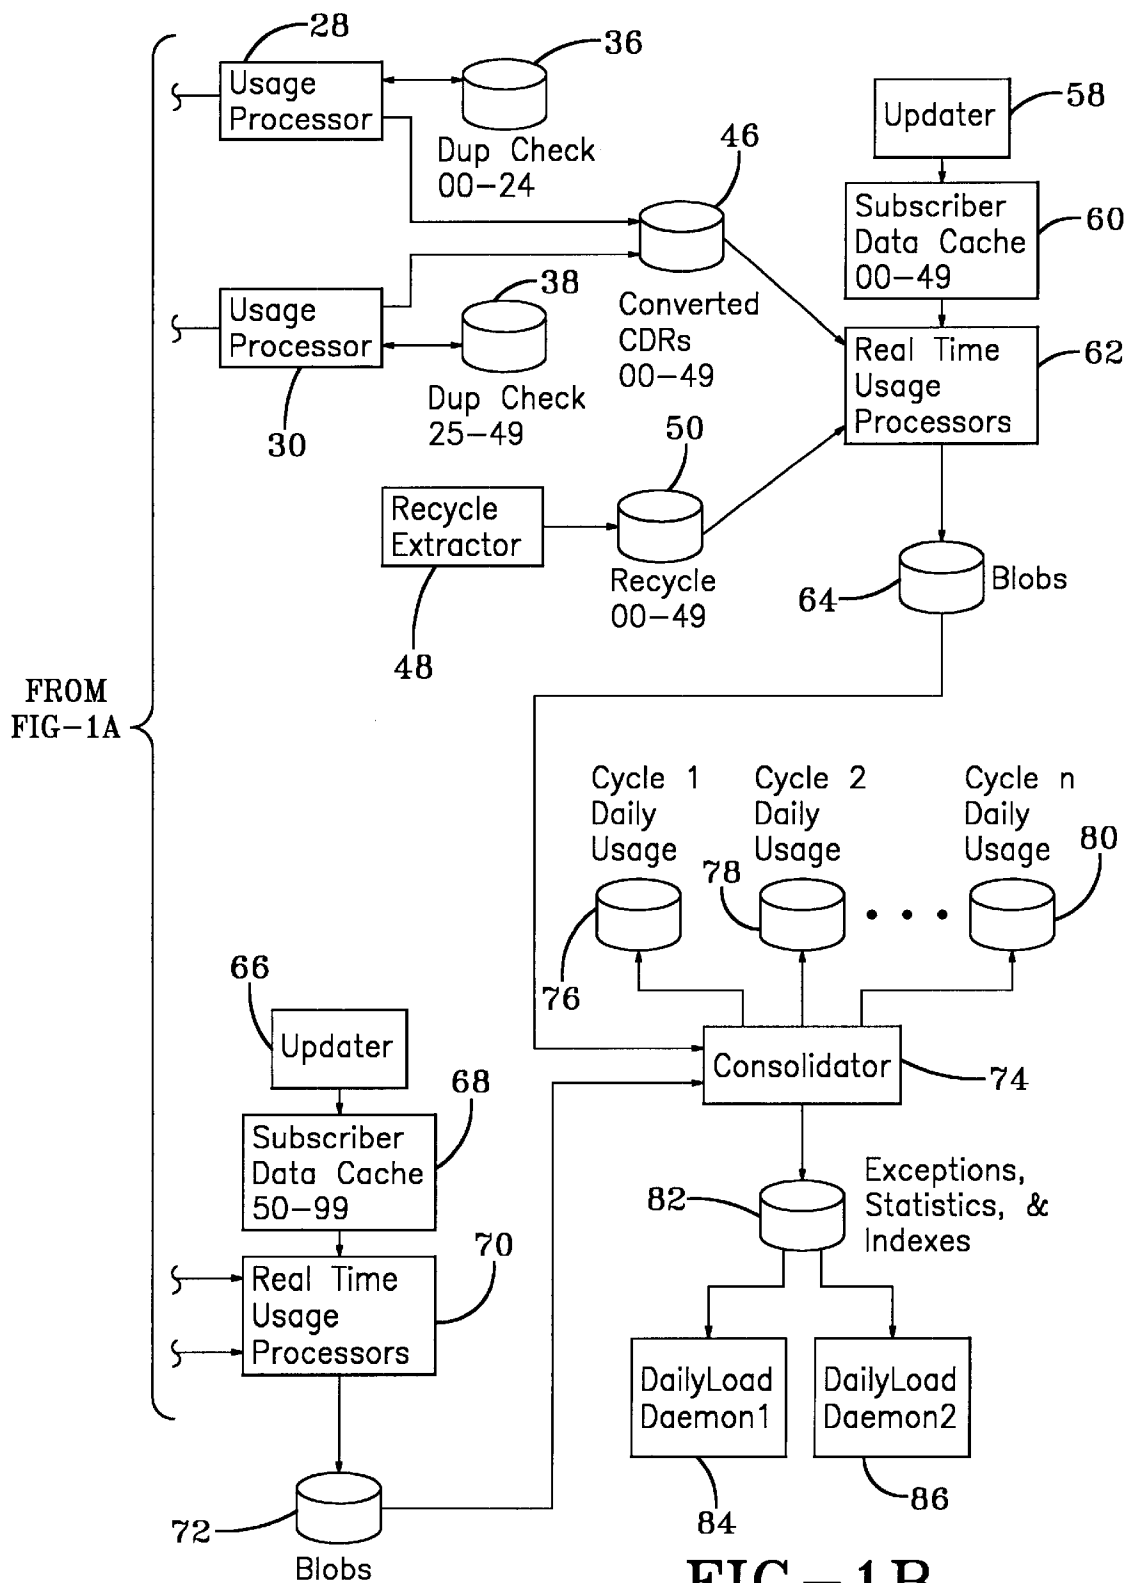 28
Usage
Processor
36
Dup Check
00-24
46
Updater
58
Subscriber
Data Cache
00-49
60
Usage
Processor
30
38
Dup Check
25-49
Converted
CDRs
00-49
Real Time
Usage
Processors
62
Recycle
Extractor
48
50
Recycle
00-49
64
Blobs
FROM
FIG-1A
Cycle 1
Daily
Usage
76
Cycle 2
Daily
Usage
78
Cycle n
Daily
Usage
80
66
Updater
68
Subscriber
Data Cache
50-99
Consolidator
74
82
Exceptions,
Statistics, &
Indexes
70
Real Time
Usage
Processors
DailyLoad
Daemon1
84
DailyLoad
Daemon2
86
72
Blobs
FIG-1B